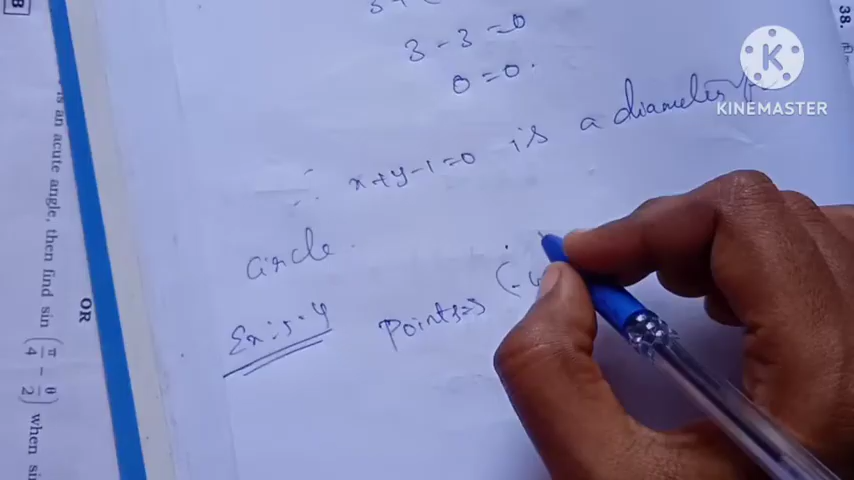 3 - 3 = 0
0 = 0.
∴ x+y-1=0 is a diameter
circle.
Ex: 5.4 points ⇒ (-4
KINEMASTER
38.
is an acute angle, then find sin (π/4 - θ/2) when sin
OR